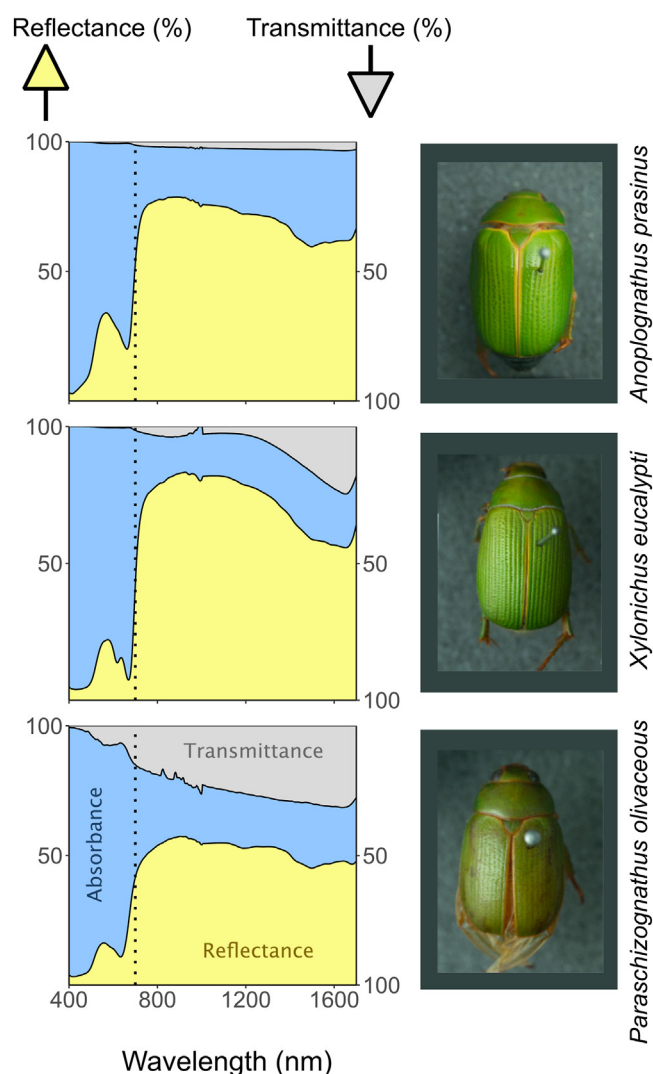 Reflectance (%) Transmittance (%)
100
50
50
100
Anoplognathus prasinus
100
50
50
100
Xylonichus eucalypti
100
50
50
100
Transmittance
Absorbance
Reflectance
Paraschizognathus olivaceous
400 800 1200 1600
Wavelength (nm)